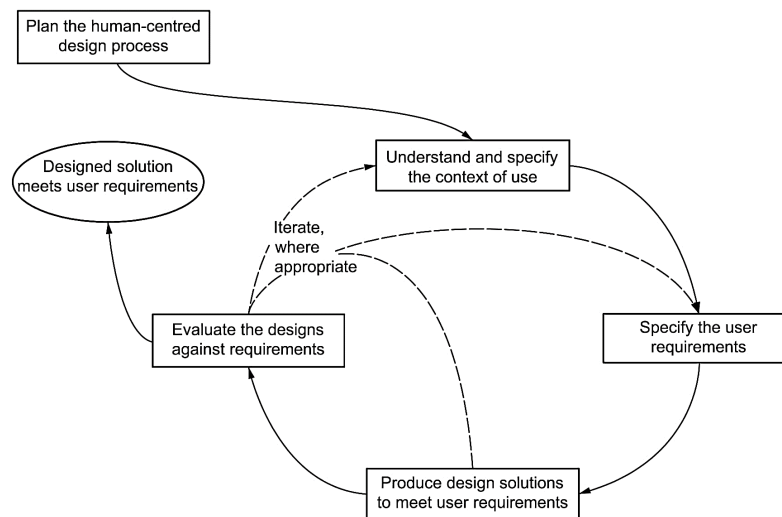 Plan the human-centred
design process
Understand and specify
the context of use
Designed solution
meets user requirements
Iterate,
where
appropriate
Evaluate the designs
against requirements
Specify the user
requirements
Produce design solutions
to meet user requirements